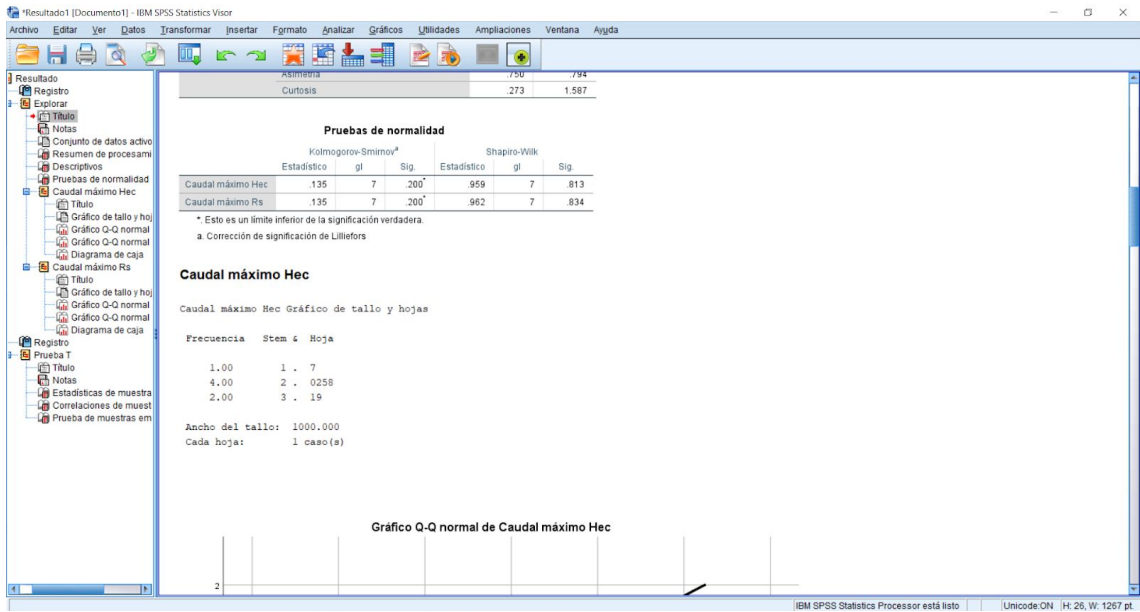 *Resultado1 [Documento1] - IBM SPSS Statistics Visor
Archivo Editar Ver Datos Transformar Insertar Formato Analizar Gráficos Utilidades Ampliaciones Ventana Ayuda
Resultado
Registro
Explorar
Título
Notas
Conjunto de datos activo
Resumen de procesami
Descriptivos
Pruebas de normalidad
Caudal máximo Hec
Título
Gráfico de tallo y hoj
Gráfico Q-Q normal
Gráfico Q-Q normal
Diagrama de caja
Caudal máximo Rs
Título
Gráfico de tallo y hoj
Gráfico Q-Q normal
Gráfico Q-Q normal
Diagrama de caja
Registro
Prueba T
Título
Notas
Estadísticas de muestra
Correlaciones de muest
Prueba de muestras em
Asimetría .750 .794
Curtosis .273 1.587
Pruebas de normalidad
Kolmogorov-Smirnov^a Shapiro-Wilk
Estadístico gl Sig. Estadístico gl Sig.
Caudal máximo Hec .135 7 .200* .959 7 .813
Caudal máximo Rs .135 7 .200* .962 7 .834
*. Esto es un límite inferior de la significación verdadera.
a. Corrección de significación de Lilliefors
Caudal máximo Hec
Caudal máximo Hec Gráfico de tallo y hojas
Frecuencia Stem & Hoja
1.00 1 . 7
4.00 2 . 0258
2.00 3 . 19
Ancho del tallo: 1000.000
Cada hoja: 1 caso(s)
Gráfico Q-Q normal de Caudal máximo Hec
2
IBM SPSS Statistics Processor está listo Unicode:ON H: 26, W: 1267 pt